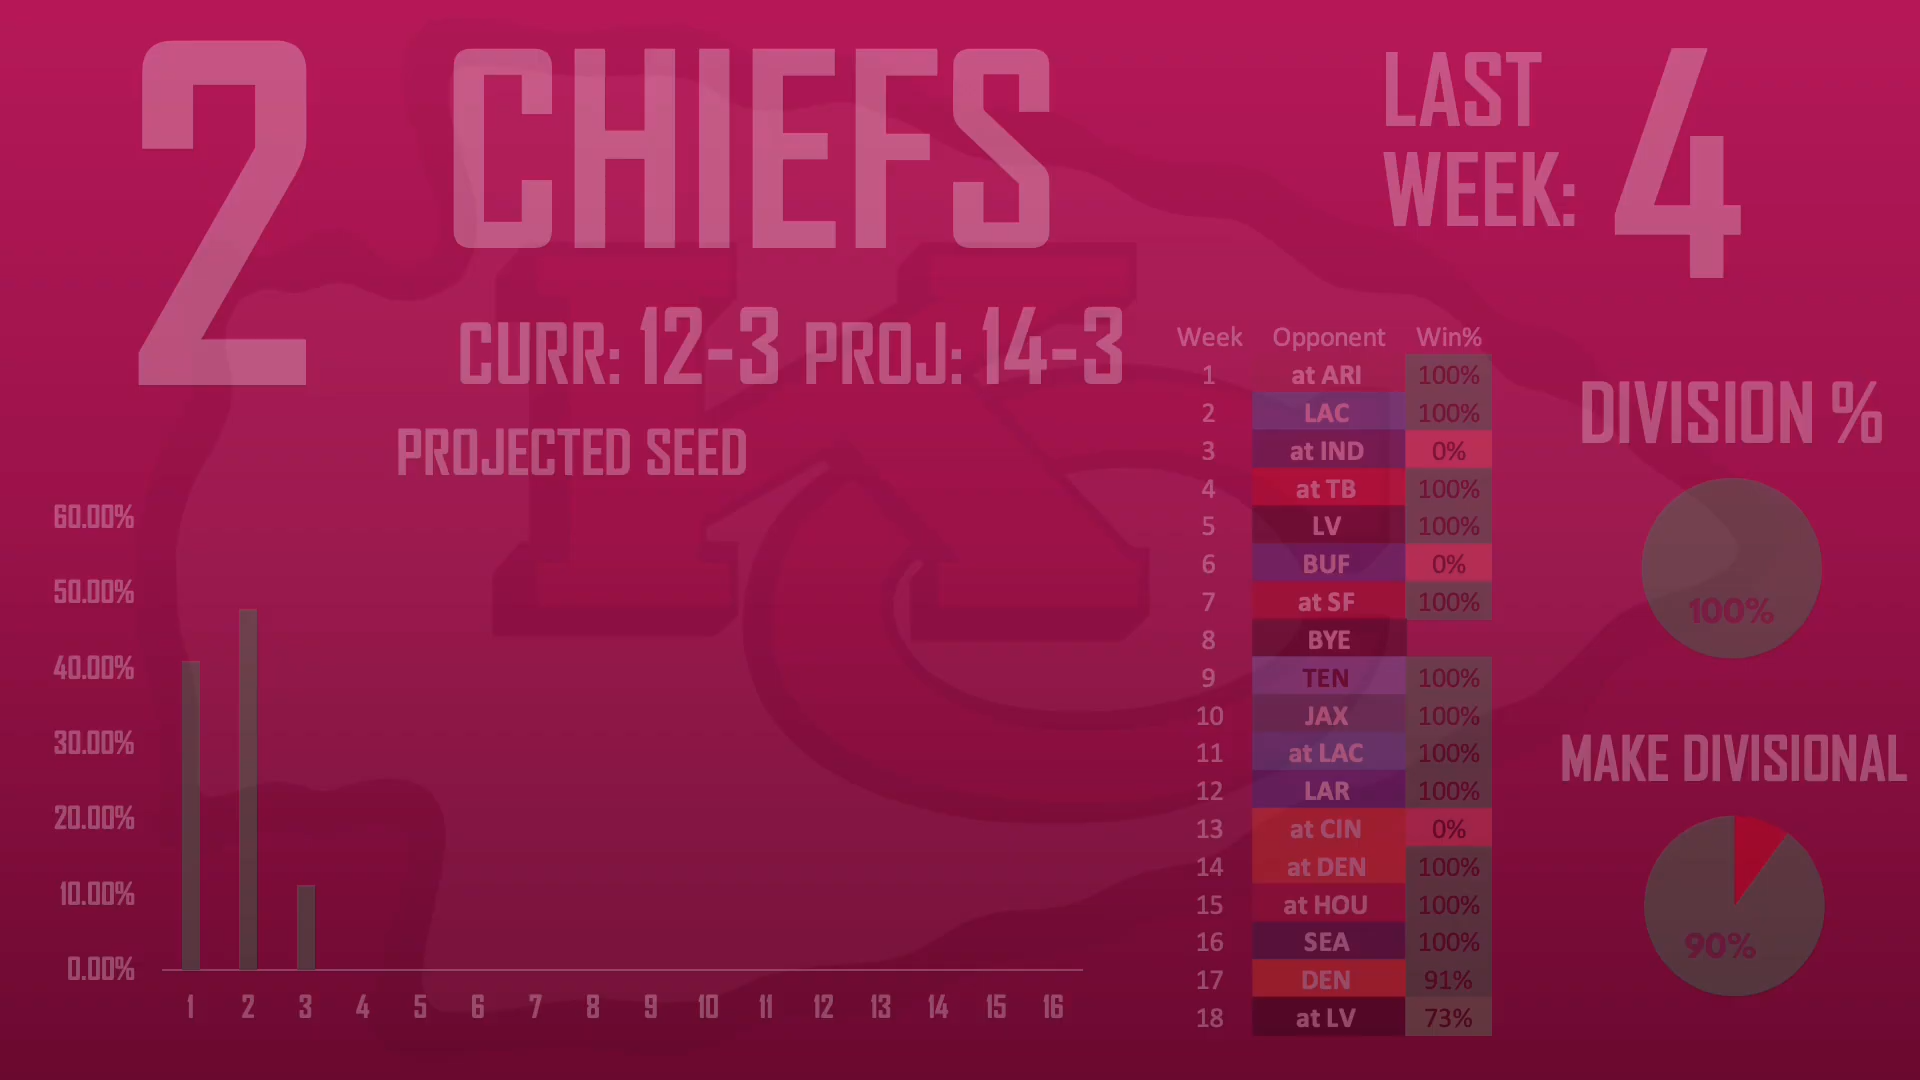 2
CHIEFS
LAST
WEEK: 4
CURR: 12-3 PROJ: 14-3
PROJECTED SEED
60.00%
50.00%
40.00%
30.00%
20.00%
10.00%
0.00%
1 2 3 4 5 6 7 8 9 10 11 12 13 14 15 16
Week Opponent Win%
1 at ARI 100%
2 LAC 100%
3 at IND 0%
4 at TB 100%
5 LV 100%
6 BUF 0%
7 at SF 100%
8 BYE
9 TEN 100%
10 JAX 100%
11 at LAC 100%
12 LAR 100%
13 at CIN 0%
14 at DEN 100%
15 at HOU 100%
16 SEA 100%
17 DEN 91%
18 at LV 73%
DIVISION %
100%
MAKE DIVISIONAL
90%
KC